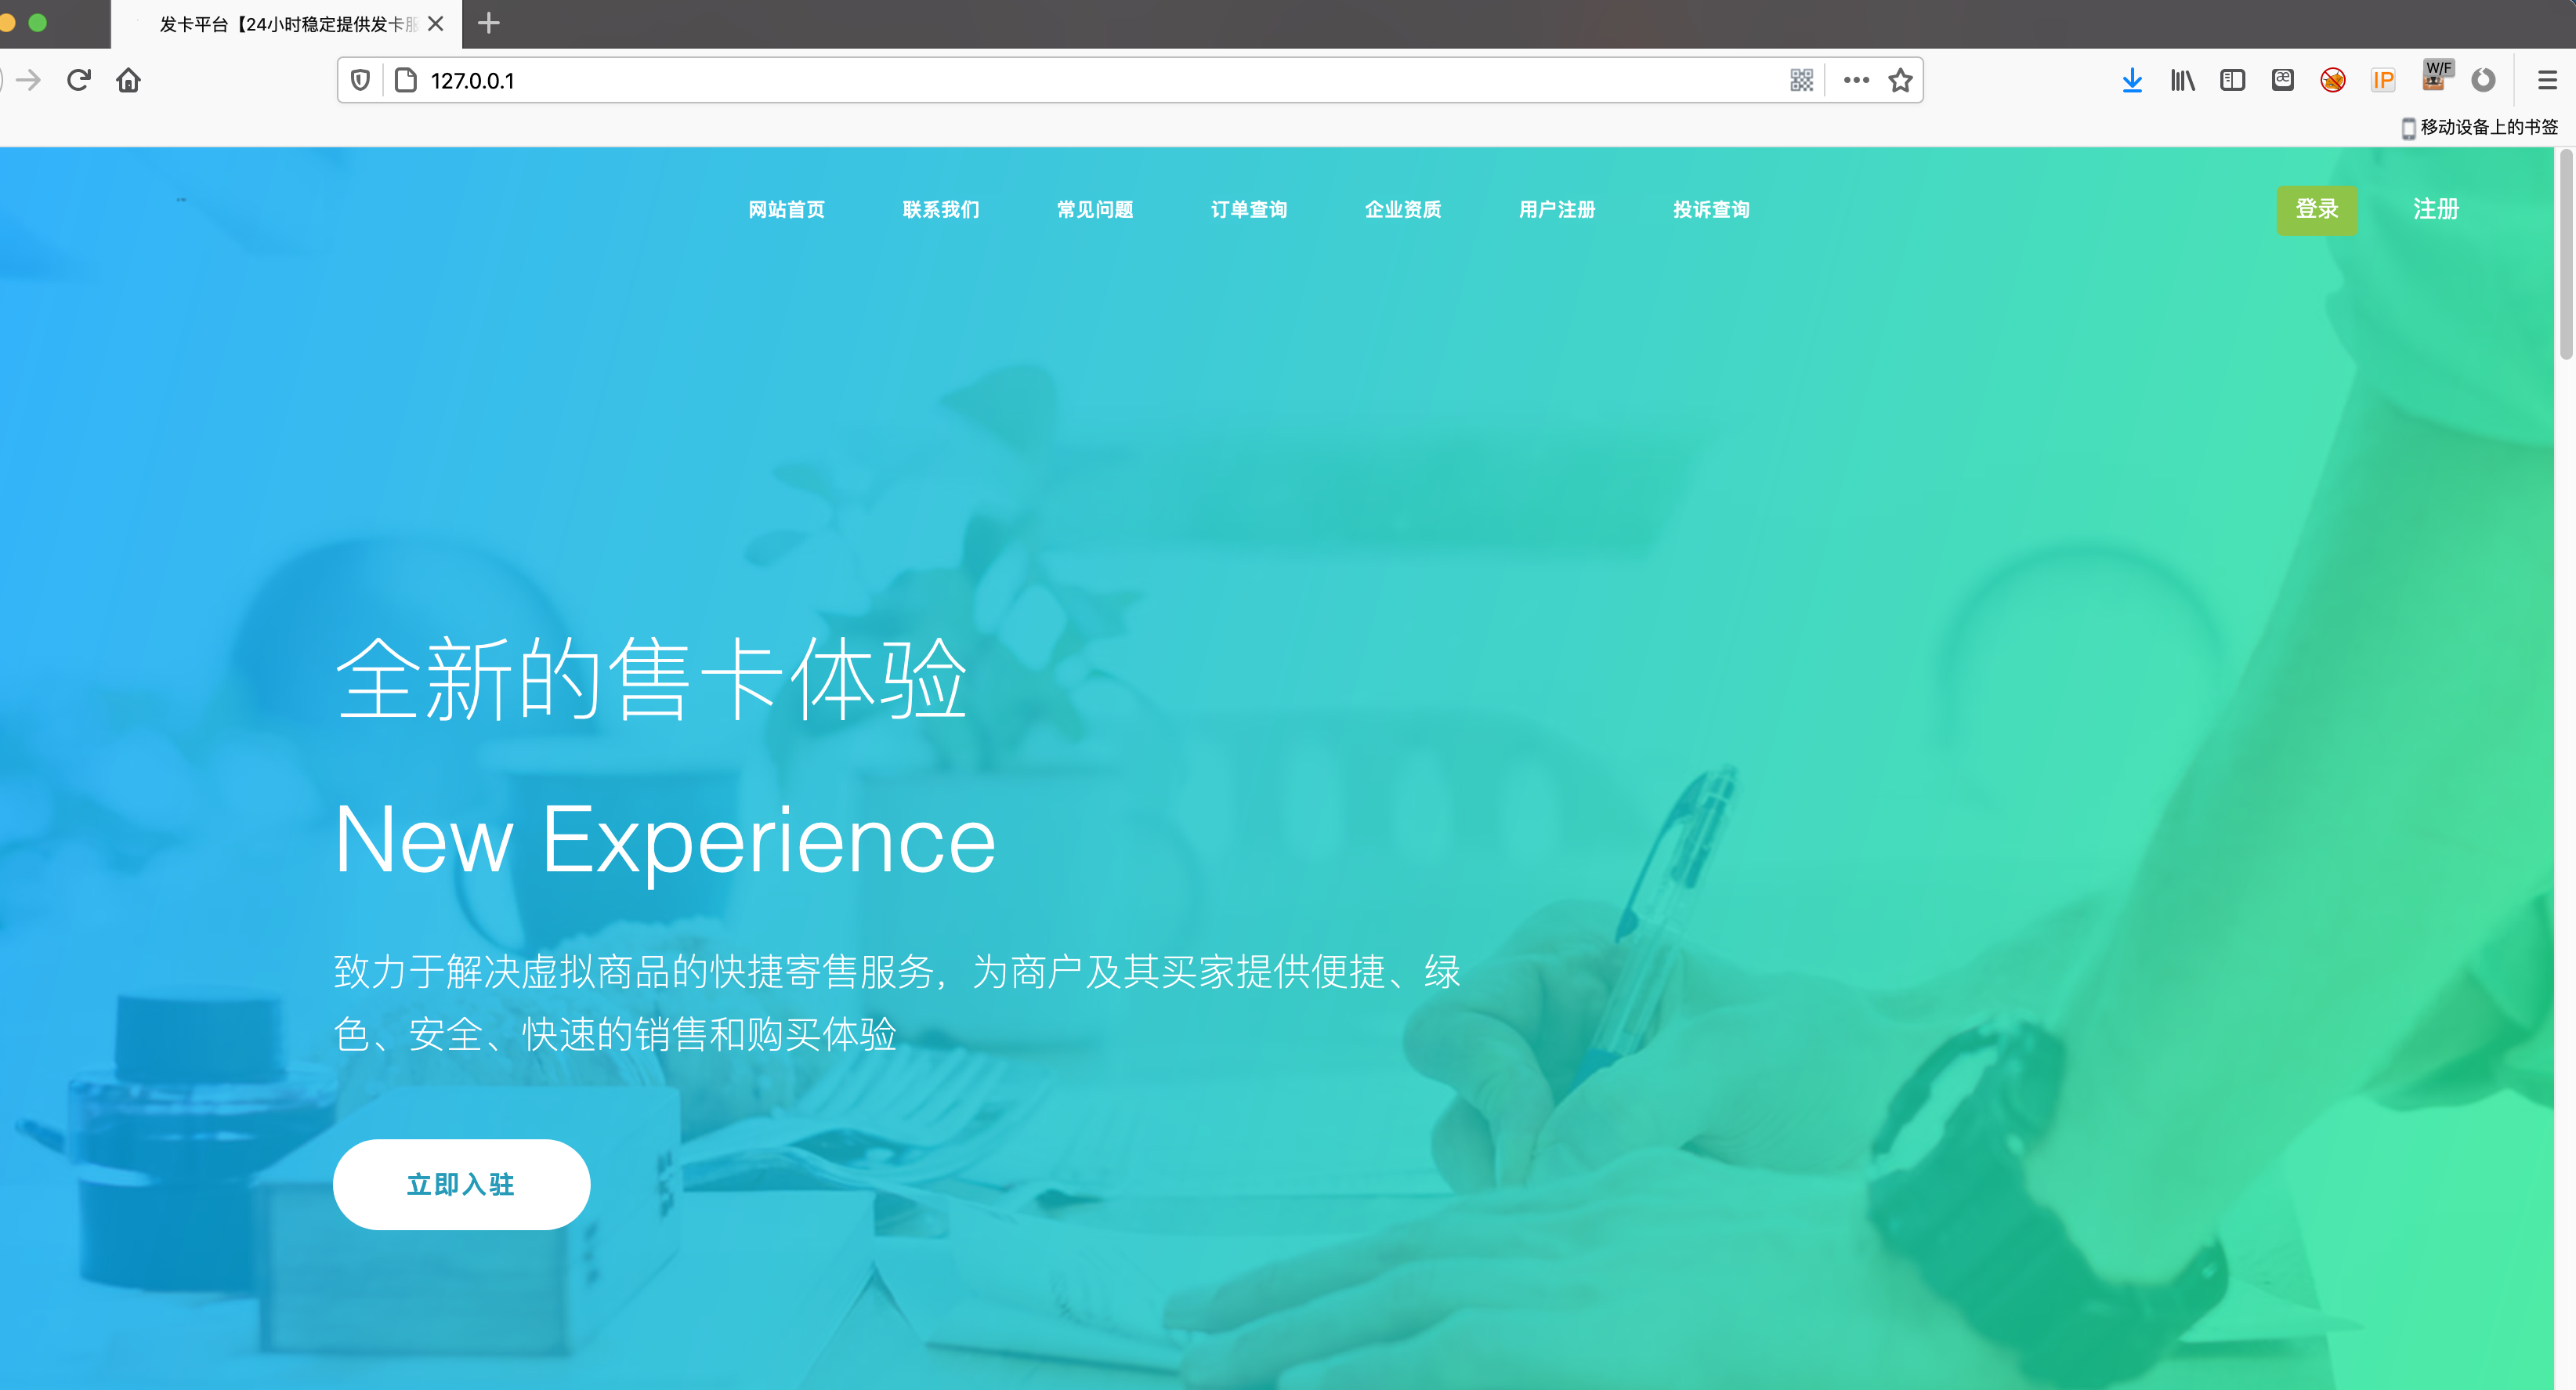 发卡平台【24小时稳定提供发卡服
127.0.0.1
IP
W/F
移动设备上的书签
网站首页 联系我们 常见问题 订单查询 企业资质 用户注册 投诉查询 登录 注册
全新的售卡体验
New Experience
致力于解决虚拟商品的快捷寄售服务，为商户及其买家提供便捷、绿
色、安全、快速的销售和购买体验
立即入驻